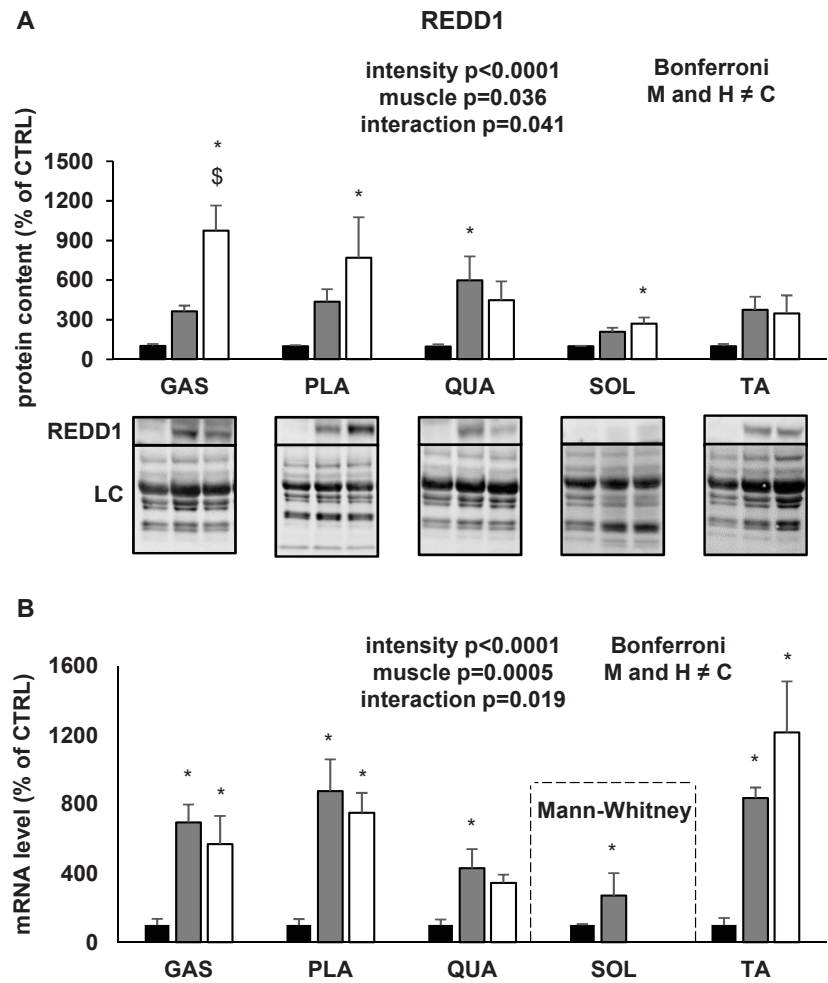 A
REDD1
intensity p<0.0001
muscle p=0.036
interaction p=0.041
Bonferroni
M and H ≠ C
protein content (% of CTRL)
1500
1200
900
600
300
0
*
$
*
*
*
GAS PLA QUA SOL TA
REDD1
LC
B
intensity p<0.0001
muscle p=0.0005
interaction p=0.019
Bonferroni
M and H ≠ C
mRNA level (% of CTRL)
1600
1200
800
400
0
* *
* *
*
Mann-Whitney
*
* *
GAS PLA QUA SOL TA